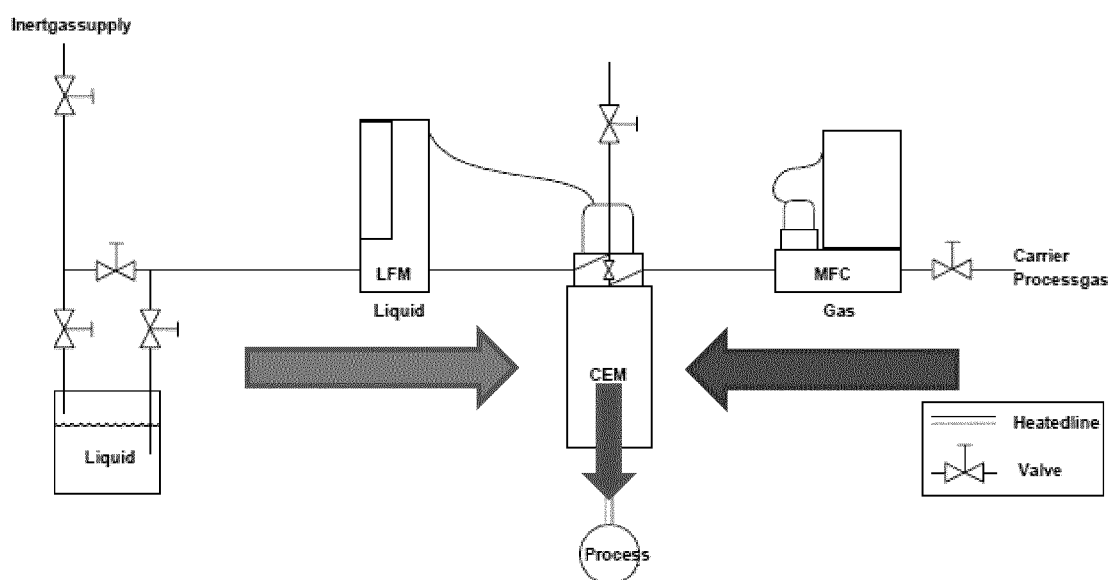 Inertgassupply
LFM
Liquid
MFC
Gas
Carrier
Processgas
CEM
Liquid
Process
Heatedline
Valve